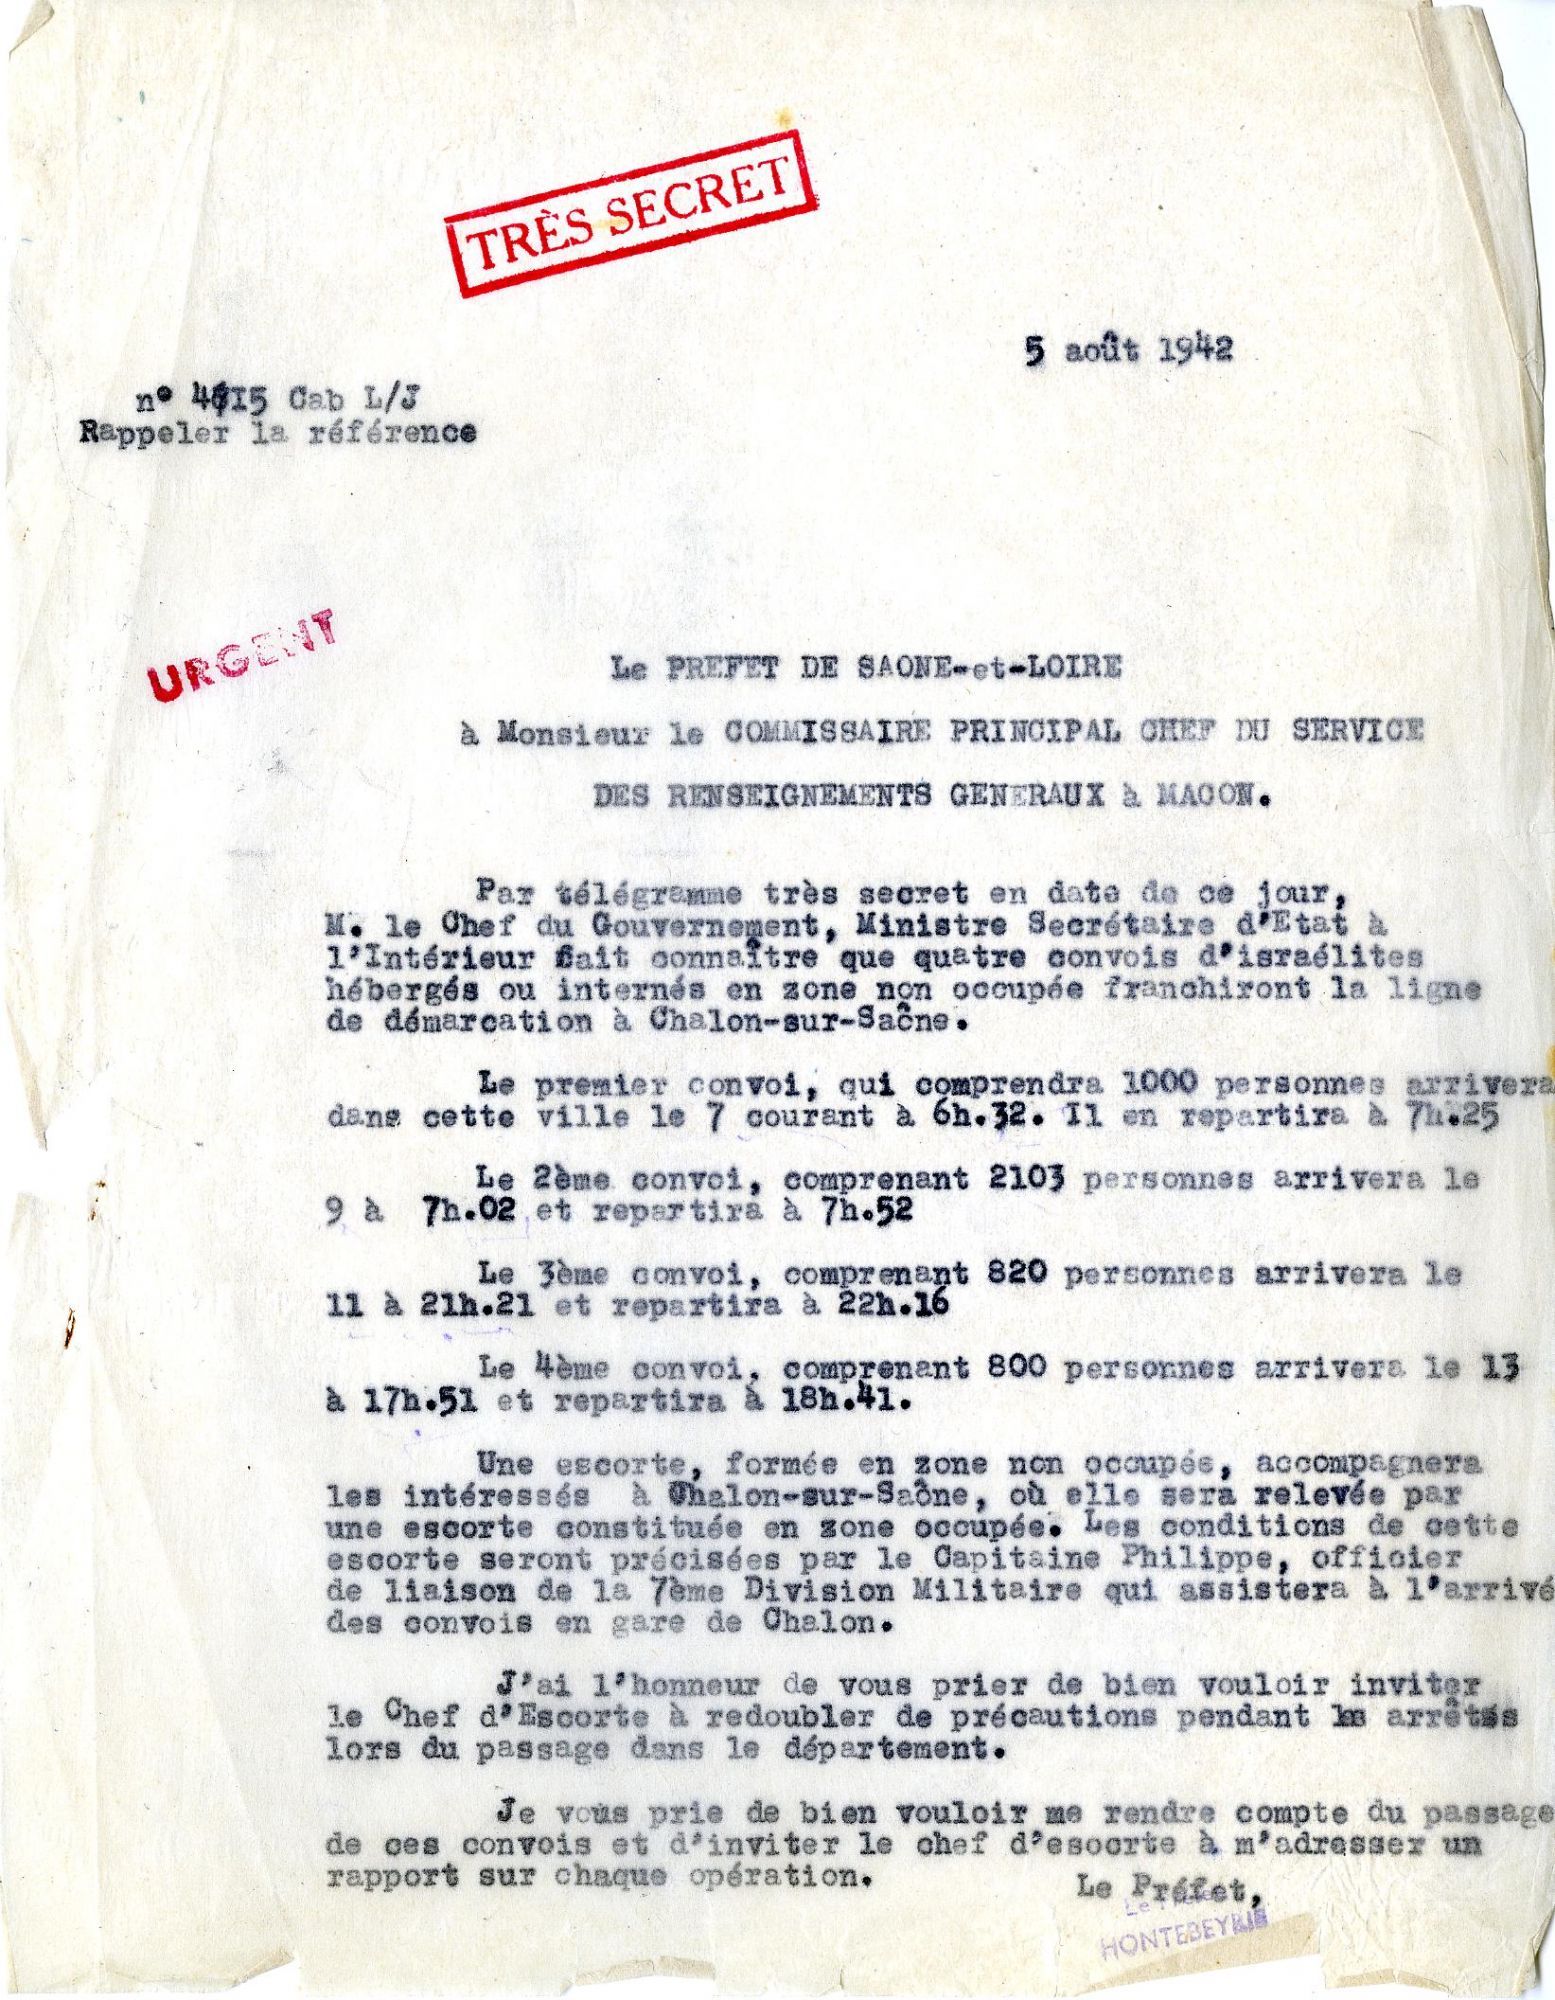 TRÈS SECRET
5 août 1942
Cab L/J
Rappeler la référence
URGENT
Le PREFET DE SAONE-et-LOIRE
à Monsieur le COMMISSAIRE PRINCIPAL CHEF DU SERVICE
DES RENSEIGNEMENTS GENERAUX à MACON.
Par télégramme très secret en date de ce jour,
M. le Chef du Gouvernement, Ministre Secrétaire d'Etat à
l'Intérieur fait connaître que quatre convois d'israélites
hébergés ou internés en zone non occupée franchiront la ligne
de démarcation à Chalon-sur-Saône.
Le premier convoi, qui comprendra 1000 personnes arrivera
dans cette ville le 7 courant à 6h.32. Il en repartira à 7h.25
Le 2ème convoi, comprenant 2103 personnes arrivera le
9 à 7h.02 et repartira à 7h.52
Le 3ème convoi, comprenant 820 personnes arrivera le
11 à 21h.21 et repartira à 22h.16
Le 4ème convoi, comprenant 800 personnes arrivera le 13
à 17h.51 et repartira à 18h.41.
Une escorte, formée en zone non occupée, accompagnera
les intéressés à Chalon-sur-Saône, où elle sera relevée par
une escorte constituée en zone occupée. Les conditions de cette
escorte seront précisées par le Capitaine Philippe, officier
de liaison de la 7ème Division Militaire qui assistera à l'arrivé
des convois en gare de Chalon.
J'ai l'honneur de vous prier de bien vouloir inviter
le Chef d'Escorte à redoubler de précautions pendant les arrêts
lors du passage dans le département.
Je vous prie de bien vouloir me rendre compte du passage
de ces convois et d'inviter le chef d'escorte à m'adresser un
rapport sur chaque opération.
Le Préfet,
HONTEBEYRIE